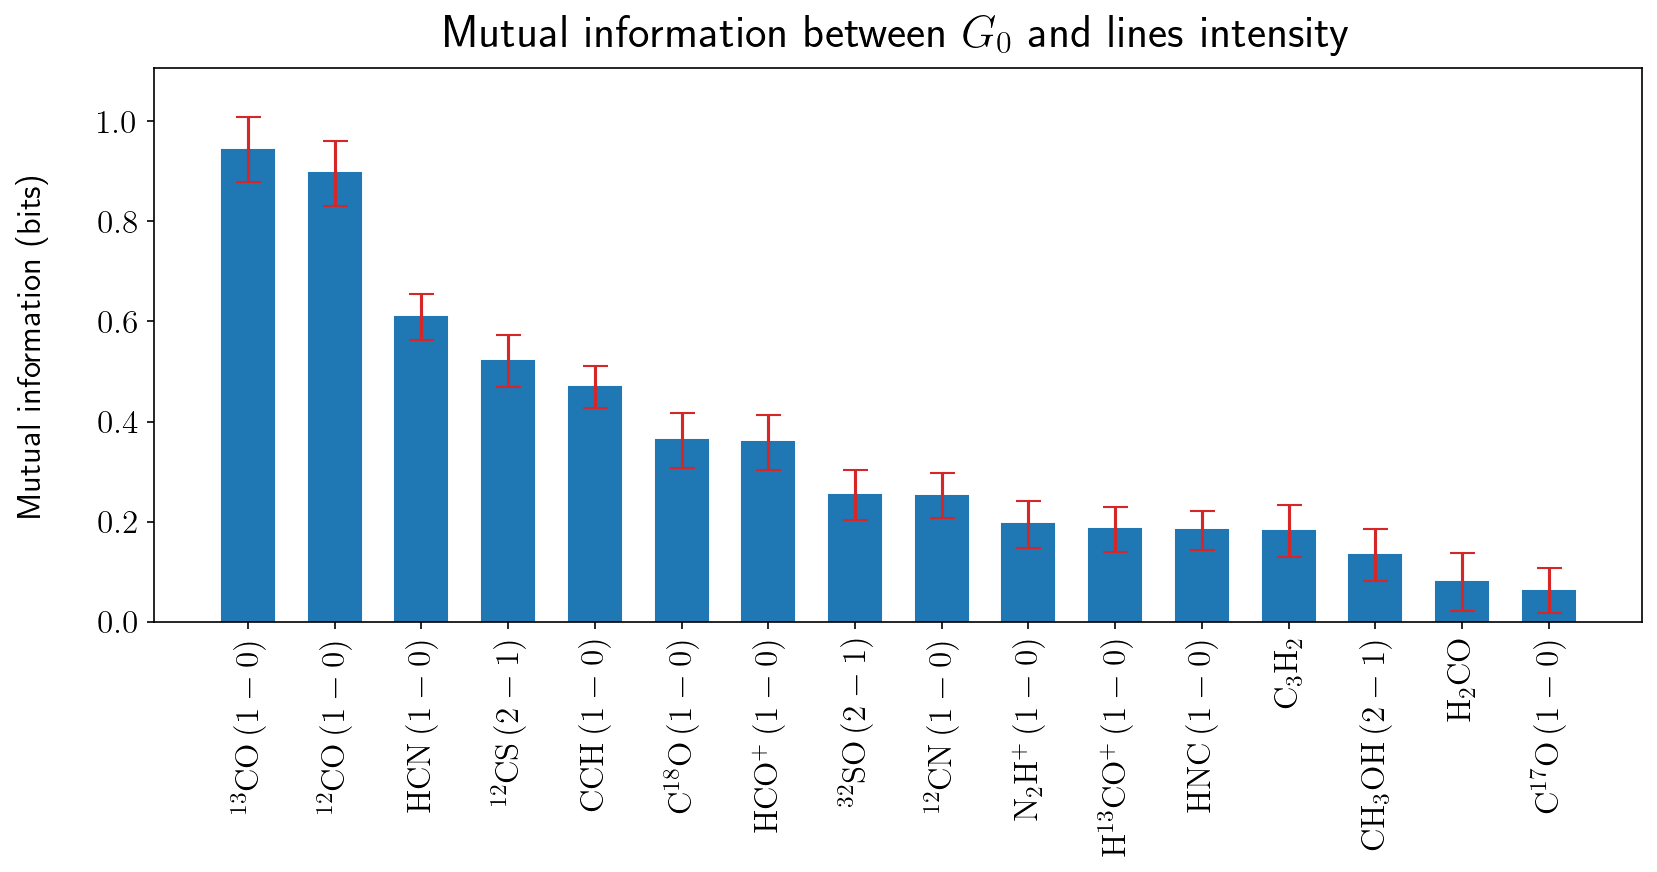 Mutual information between G₀ and lines intensity
Mutual information (bits)
1.0
0.8
0.6
0.4
0.2
0.0
¹³CO (1 − 0)
¹²CO (1 − 0)
HCN (1 − 0)
¹²CS (2 − 1)
CCH (1 − 0)
C¹⁸O (1 − 0)
HCO⁺ (1 − 0)
³²SO (2 − 1)
¹²CN (1 − 0)
N₂H⁺ (1 − 0)
H¹³CO⁺ (1 − 0)
HNC (1 − 0)
C₃H₂
CH₃OH (2 − 1)
H₂CO
C¹⁷O (1 − 0)